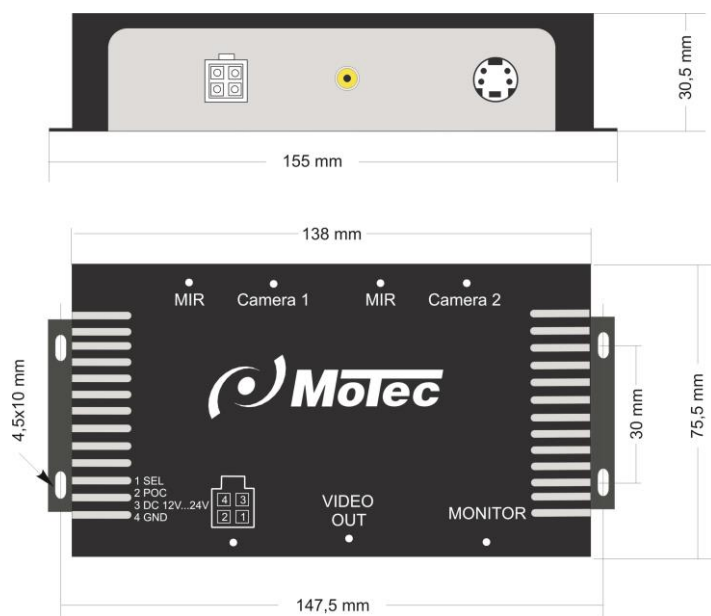 30,5 mm
155 mm
138 mm
MIR Camera 1 MIR Camera 2
4,5x10 mm
MoTec
30 mm
75,5 mm
1 SEL
2 POC
3 DC 12V...24V
4 GND
4 3
2 1
VIDEO
OUT
MONITOR
147,5 mm